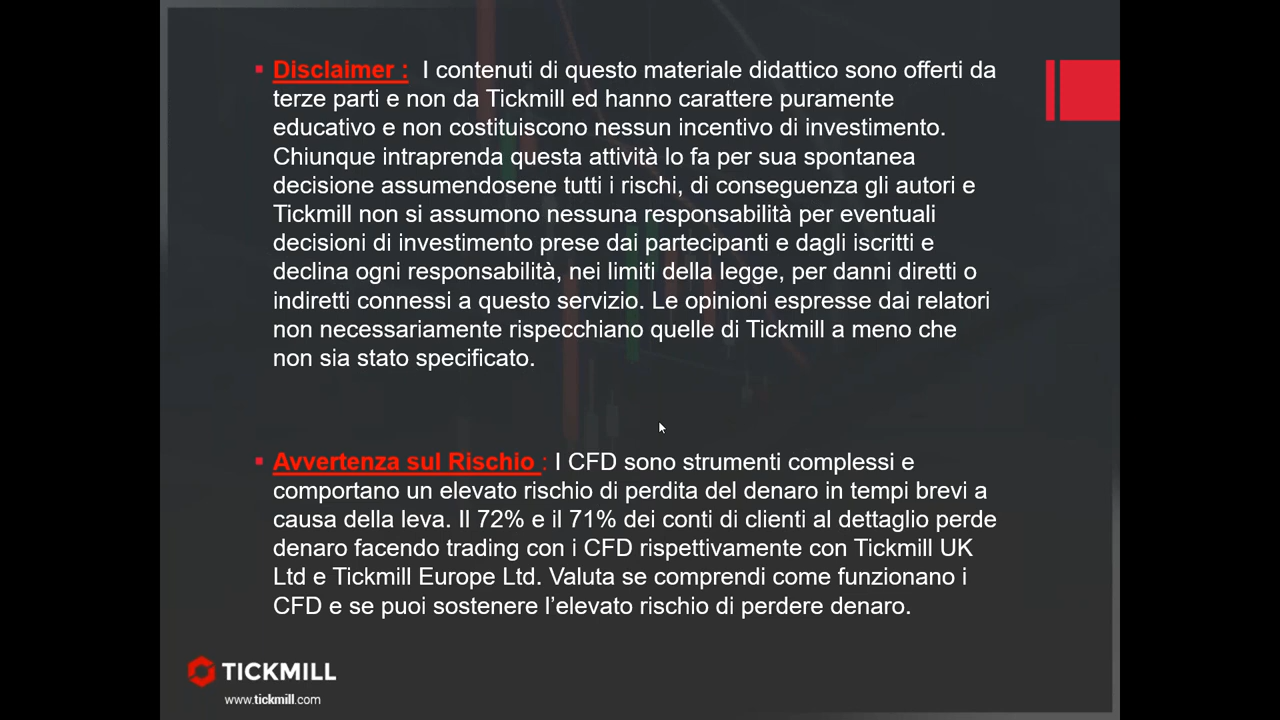 Disclaimer : I contenuti di questo materiale didattico sono offerti da
terze parti e non da Tickmill ed hanno carattere puramente
educativo e non costituiscono nessun incentivo di investimento.
Chiunque intraprenda questa attività lo fa per sua spontanea
decisione assumendosene tutti i rischi, di conseguenza gli autori e
Tickmill non si assumono nessuna responsabilità per eventuali
decisioni di investimento prese dai partecipanti e dagli iscritti e
declina ogni responsabilità, nei limiti della legge, per danni diretti o
indiretti connessi a questo servizio. Le opinioni espresse dai relatori
non necessariamente rispecchiano quelle di Tickmill a meno che
non sia stato specificato.
Avvertenza sul Rischio : I CFD sono strumenti complessi e
comportano un elevato rischio di perdita del denaro in tempi brevi a
causa della leva. Il 72% e il 71% dei conti di clienti al dettaglio perde
denaro facendo trading con i CFD rispettivamente con Tickmill UK
Ltd e Tickmill Europe Ltd. Valuta se comprendi come funzionano i
CFD e se puoi sostenere l’elevato rischio di perdere denaro.
TICKMILL
www.tickmill.com